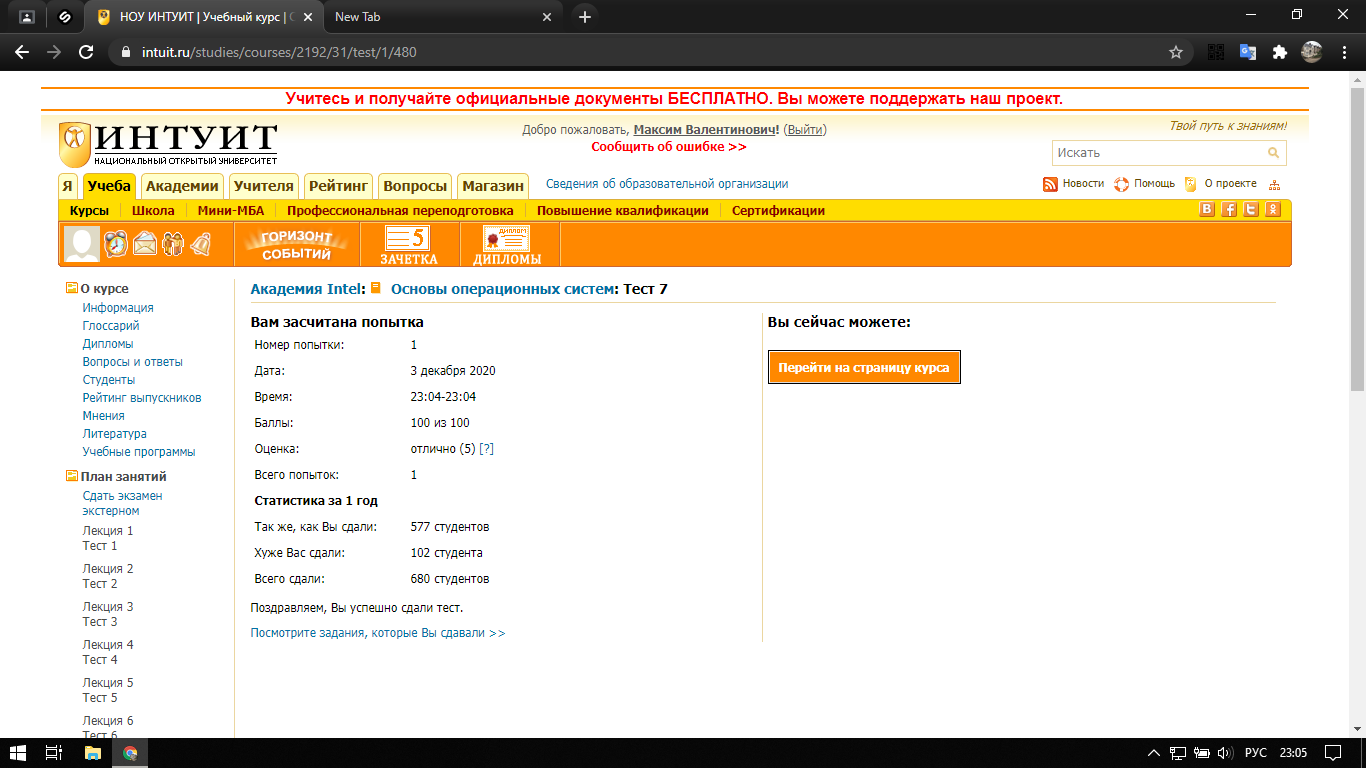 НОУ ИНТУИТ | Учебный курс |
New Tab
intuit.ru/studies/courses/2192/31/test/1/480
Учитесь и получайте официальные документы БЕСПЛАТНО. Вы можете поддержать наш проект.
ИНТУИТ
НАЦИОНАЛЬНЫЙ ОТКРЫТЫЙ УНИВЕРСИТЕТ
Добро пожаловать, Максим Валентинович! (Выйти)
Сообщить об ошибке >>
Твой путь к знаниям!
Искать
Я Учеба Академии Учителя Рейтинг Вопросы Магазин Сведения об образовательной организации
Новости Помощь О проекте
Курсы Школа Мини-МБА Профессиональная переподготовка Повышение квалификации Сертификации
ГОРИЗОНТ СОБЫТИЙ
5
ЗАЧЕТКА
ДИПЛОМ
ДИПЛОМЫ
О курсе
Информация
Глоссарий
Дипломы
Вопросы и ответы
Студенты
Рейтинг выпускников
Мнения
Литература
Учебные программы
План занятий
Сдать экзамен
экстерном
Лекция 1
Тест 1
Лекция 2
Тест 2
Лекция 3
Тест 3
Лекция 4
Тест 4
Лекция 5
Тест 5
Лекция 6
Тест 6
Академия Intel: Основы операционных систем: Тест 7
Вам засчитана попытка
Номер попытки: 1
Дата: 3 декабря 2020
Время: 23:04-23:04
Баллы: 100 из 100
Оценка: отлично (5) [?]
Всего попыток: 1
Статистика за 1 год
Так же, как Вы сдали: 577 студентов
Хуже Вас сдали: 102 студента
Всего сдали: 680 студентов
Поздравляем, Вы успешно сдали тест.
Посмотрите задания, которые Вы сдавали >>
Вы сейчас можете:
Перейти на страницу курса
РУС 23:05